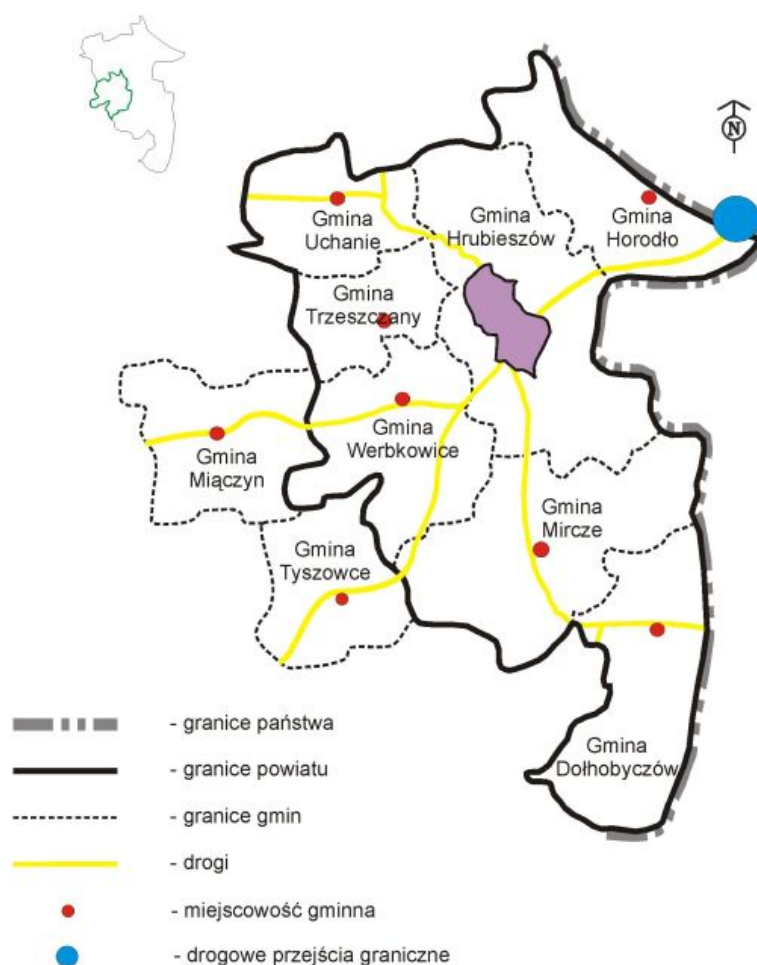 N
Gmina
Uchanie
Gmina
Hrubieszów
Gmina
Horodło
Gmina
Trzeszczany
Gmina
Werbkowice
Gmina
Miączyn
Gmina
Mircze
Gmina
Tyszowce
Gmina
Dołhobyczów
- granice państwa
- granice powiatu
- granice gmin
- drogi
- miejscowość gminna
- drogowe przejścia graniczne